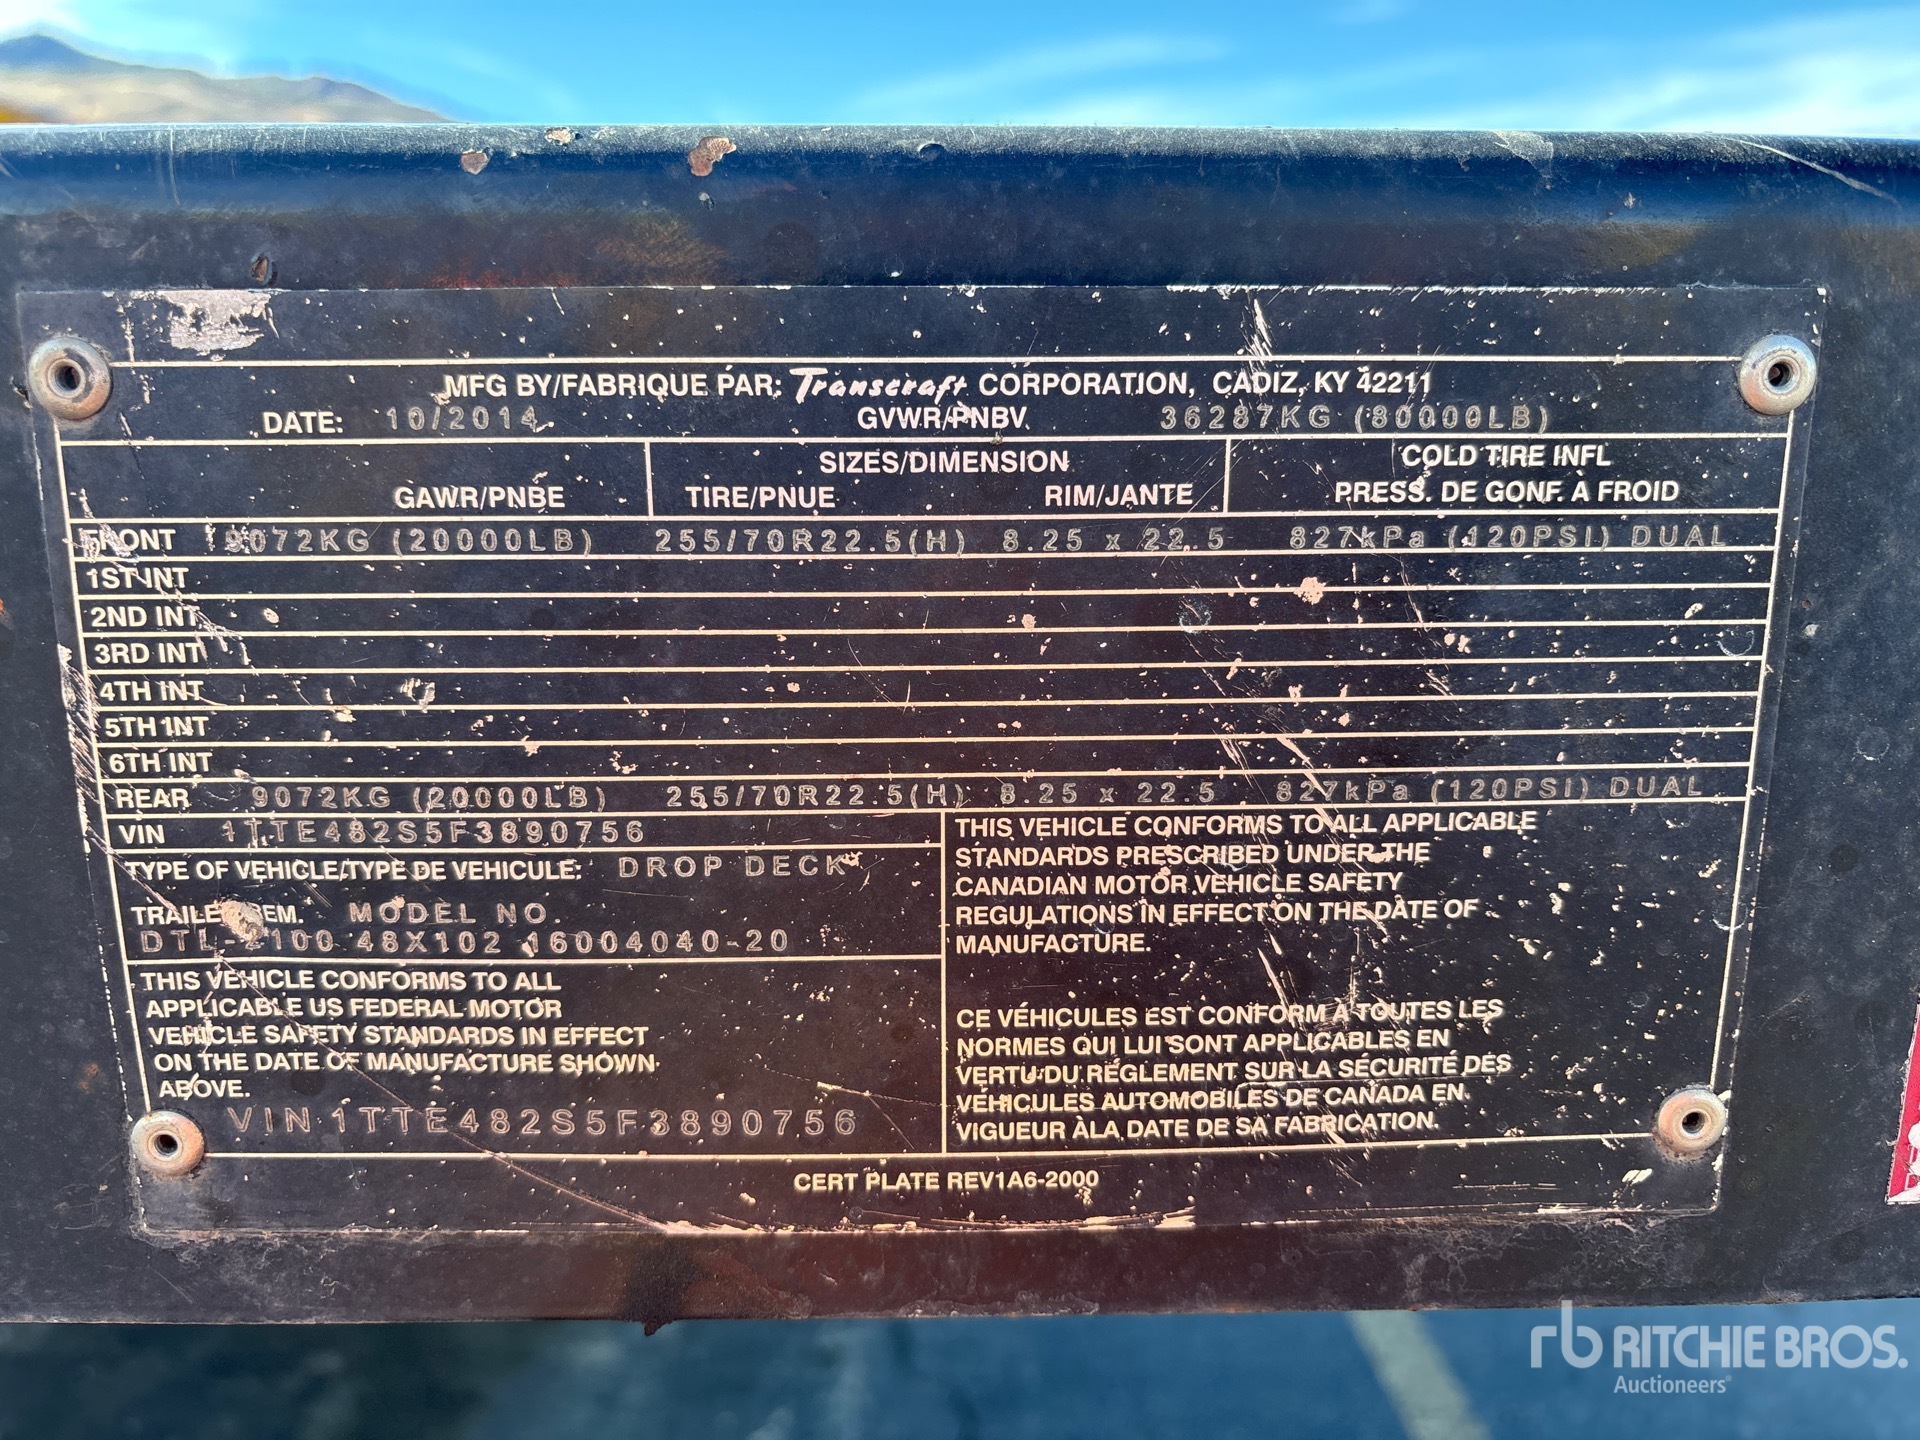 MFG BY/FABRIQUE PAR: Transcraft CORPORATION, CADIZ, KY 42211
DATE: 10/2014 GVWR/PNBV 36287KG (80000LB)
SIZES/DIMENSION COLD TIRE INFL
GAWR/PNBE TIRE/PNUE RIM/JANTE PRESS. DE GONF. A FROID
FRONT 9072KG (20000LB) 255/70R22.5(H) 8.25 x 22.5 827kPa (120PSI) DUAL
1ST INT
2ND INT
3RD INT
4TH INT
5TH INT
6TH INT
REAR 9072KG (20000LB) 255/70R22.5(H) 8.25 x 22.5 827kPa (120PSI) DUAL
VIN 1TTE482S5F3890756
TYPE OF VEHICLE/TYPE DE VEHICULE: DROP DECK
MODEL NO.
48X102 16004040-20
THIS VEHICLE CONFORMS TO ALL
APPLICABLE US FEDERAL MOTOR
VEHICLE SAFETY STANDARDS IN EFFECT
ON THE DATE OF MANUFACTURE SHOWN
ABOVE.
VIN 1TTE482S5F3890756
THIS VEHICLE CONFORMS TO ALL APPLICABLE
STANDARDS PRESCRIBED UNDER THE
CANADIAN MOTOR VEHICLE SAFETY
REGULATIONS IN EFFECT ON THE DATE OF
MANUFACTURE.
CE VÉHICULES EST CONFORM A TOUTES LES
NORMES QUI LUI SONT APPLICABLES EN
VERTU DU RÉGLEMENT SUR LA SÉCURITÉ DES
VÉHICULES AUTOMOBILES DE CANADA EN
VIGUEUR ÀLA DATE DE SA FABRICATION.
CERT PLATE REV1A6-2000
rb RITCHIE BROS.
Auctioneers